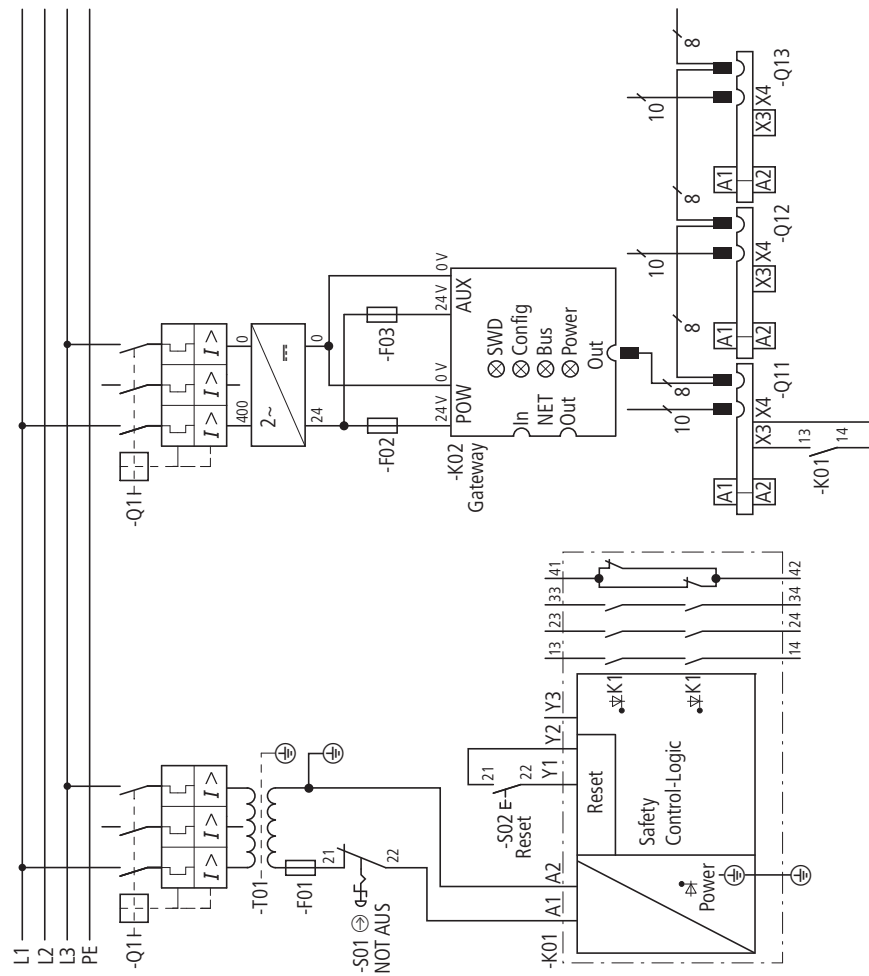 L1
L2
L3
PE
-Q1
I > I > I >
-T01
-F01
21
22
-S01
NOT AUS
-K01
A1 A2
Power
Safety
Control-Logic
Reset
-S02
Reset
21
22
Y1 Y2 Y3
K1
K1
13 23 33 41
14 24 34 42
-Q1
I > I > I >
400 0
2~
24 0
-F02
-F03
-K02
Gateway
24 V 0 V 24 V 0 V
POW AUX
SWD
Config
Bus
Power
In
NET
Out
Out
10
8
A1
A2
X3 X4
-Q11
13
14
-K01
8
10
A1
A2
X3 X4
-Q12
8
10
8
A1
A2
X3 X4
-Q13